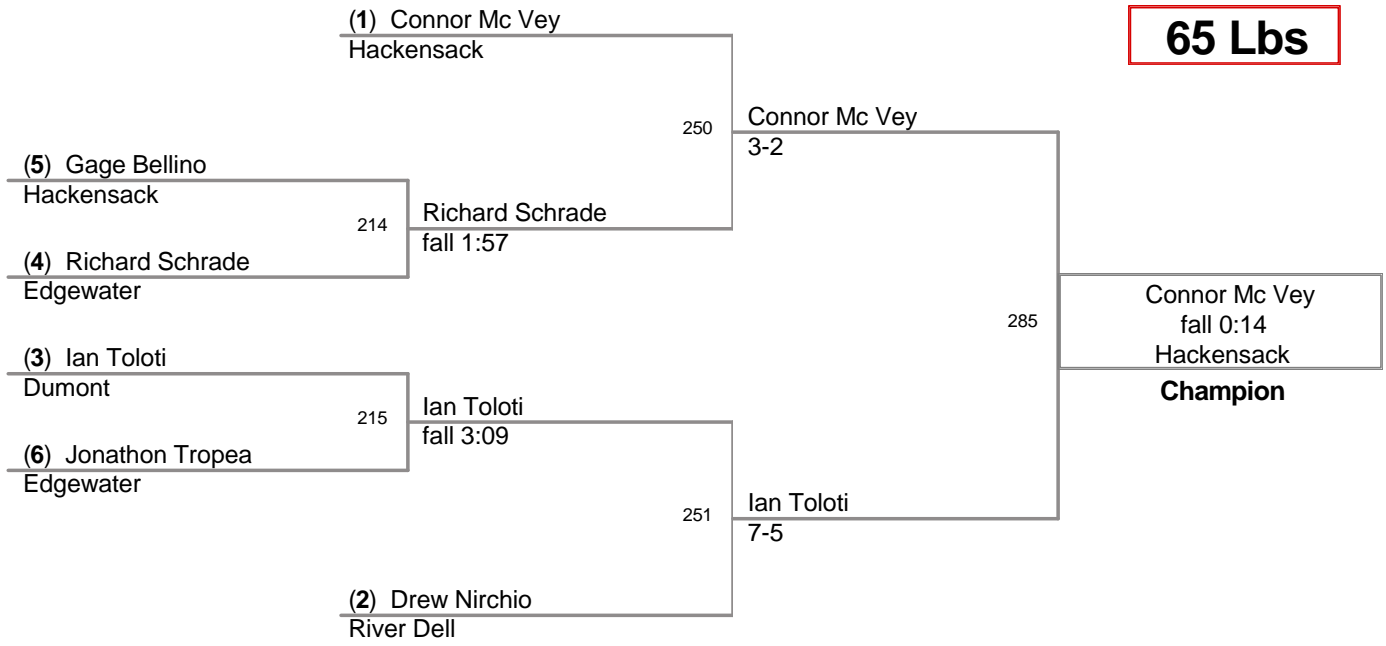 65 Lbs
(1) Connor Mc Vey
Hackensack
250
Connor Mc Vey
3-2
(5) Gage Bellino
Hackensack
214
Richard Schrade
fall 1:57
(4) Richard Schrade
Edgewater
285
Connor Mc Vey
fall 0:14
Hackensack
Champion
(3) Ian Toloti
Dumont
215
Ian Toloti
fall 3:09
(6) Jonathon Tropea
Edgewater
251
Ian Toloti
7-5
(2) Drew Nirchio
River Dell